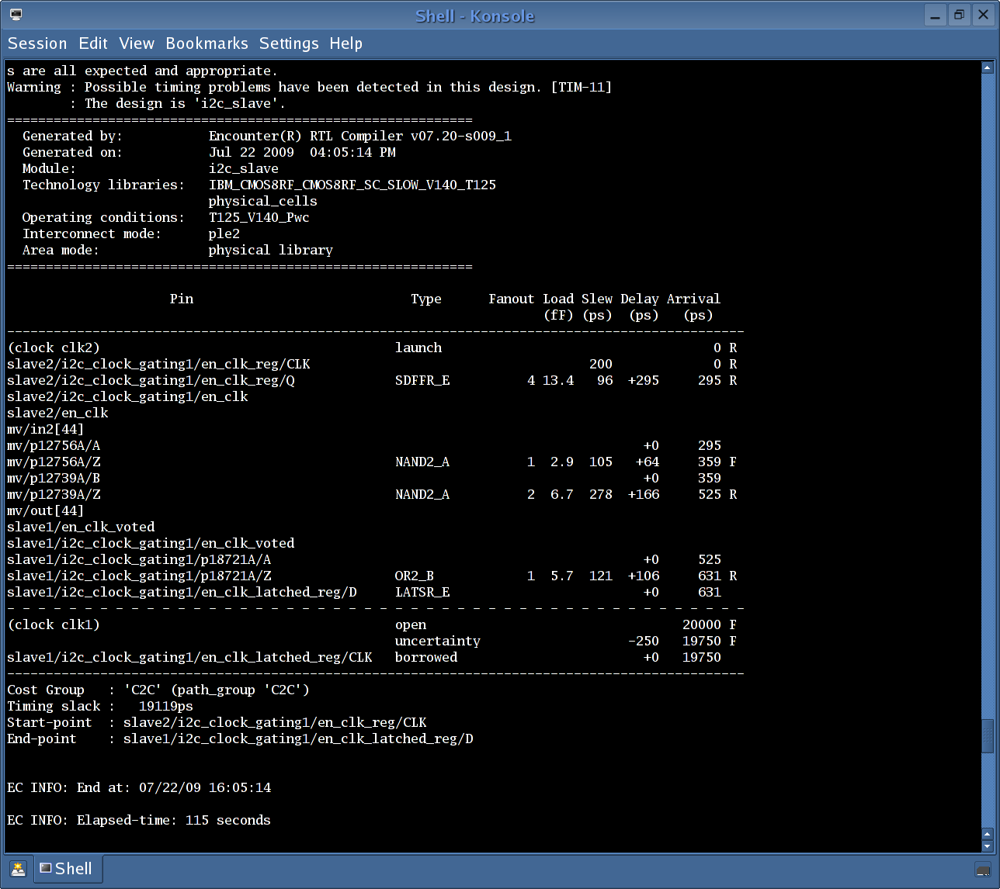 Shell - Konsole
Session Edit View Bookmarks Settings Help
s are all expected and appropriate.
Warning : Possible timing problems have been detected in this design. [TIM-11]
        : The design is 'i2c_slave'.
============================================================
  Generated by:           Encounter(R) RTL Compiler v07.20-s009_1
  Generated on:           Jul 22 2009  04:05:14 PM
  Module:                 i2c_slave
  Technology libraries:   IBM_CMOS8RF_CMOS8RF_SC_SLOW_V140_T125
                          physical_cells
  Operating conditions:   T125_V140_Pwc
  Interconnect mode:      ple2
  Area mode:              physical library
============================================================
                     Pin                            Type      Fanout Load Slew Delay Arrival
                                                                     (fF) (ps)  (ps)   (ps)
-----------------------------------------------------------------------------------------------
(clock clk2)                                      launch                                   0 R
slave2/i2c_clock_gating1/en_clk_reg/CLK                                    200             0 R
slave2/i2c_clock_gating1/en_clk_reg/Q             SDFFR_E          4 13.4   96  +295     295 R
slave2/i2c_clock_gating1/en_clk
slave2/en_clk
mv/in2[44]
mv/p12756A/A                                                                      +0     295
mv/p12756A/Z                                      NAND2_A          1  2.9  105   +64     359 F
mv/p12739A/B                                                                      +0     359
mv/p12739A/Z                                      NAND2_A          2  6.7  278  +166     525 R
mv/out[44]
slave1/en_clk_voted
slave1/i2c_clock_gating1/en_clk_voted
slave1/i2c_clock_gating1/p18721A/A                                                +0     525
slave1/i2c_clock_gating1/p18721A/Z                OR2_B            1  5.7  121  +106     631 R
slave1/i2c_clock_gating1/en_clk_latched_reg/D     LATSR_E                         +0     631
- - - - - - - - - - - - - - - - - - - - - - - - - - - - - - - - - - - - - - - - - - - - - - - -
(clock clk1)                                      open                                 20000 F
                                                  uncertainty                   -250   19750 F
slave1/i2c_clock_gating1/en_clk_latched_reg/CLK   borrowed                        +0   19750
-----------------------------------------------------------------------------------------------
Cost Group   : 'C2C' (path_group 'C2C')
Timing slack :   19119ps
Start-point  : slave2/i2c_clock_gating1/en_clk_reg/CLK
End-point    : slave1/i2c_clock_gating1/en_clk_latched_reg/D
EC INFO: End at: 07/22/09 16:05:14
EC INFO: Elapsed-time: 115 seconds
Shell